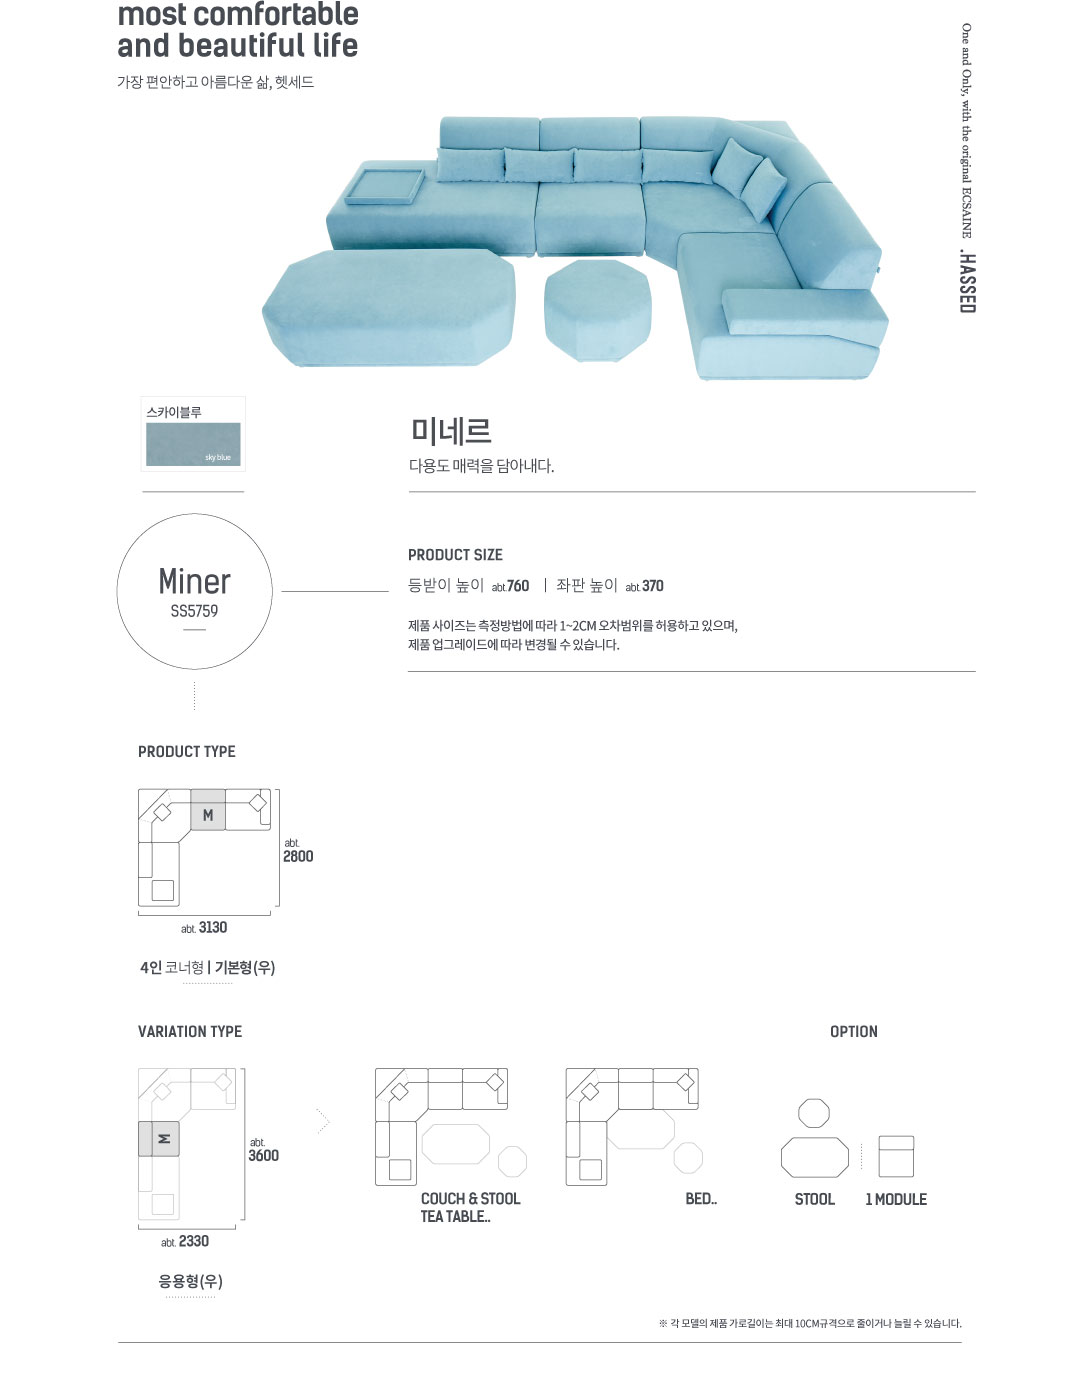 most comfortable
and beautiful life
가장 편안하고 아름다운 삶, 헷세드
One and Only, with the original ECSAINE .HASSED
스카이블루
sky.blue
미네르
다용도 매력을 담아내다.
Miner
SS5759
PRODUCT SIZE
등받이 높이 abt.760 | 좌판 높이 abt.370
제품 사이즈는 측정방법에 따라 1~2CM 오차범위를 허용하고 있으며,
제품 업그레이드에 따라 변경될 수 있습니다.
PRODUCT TYPE
M
abt.
2800
abt. 3130
4인 코너형 | 기본형(우)
VARIATION TYPE
OPTION
M
abt.
3600
abt. 2330
응용형(우)
COUCH & STOOL
TEA TABLE..
BED..
STOOL
1 MODULE
※ 각 모델의 제품 가로길이는 최대 10CM규격으로 줄이거나 늘릴 수 있습니다.